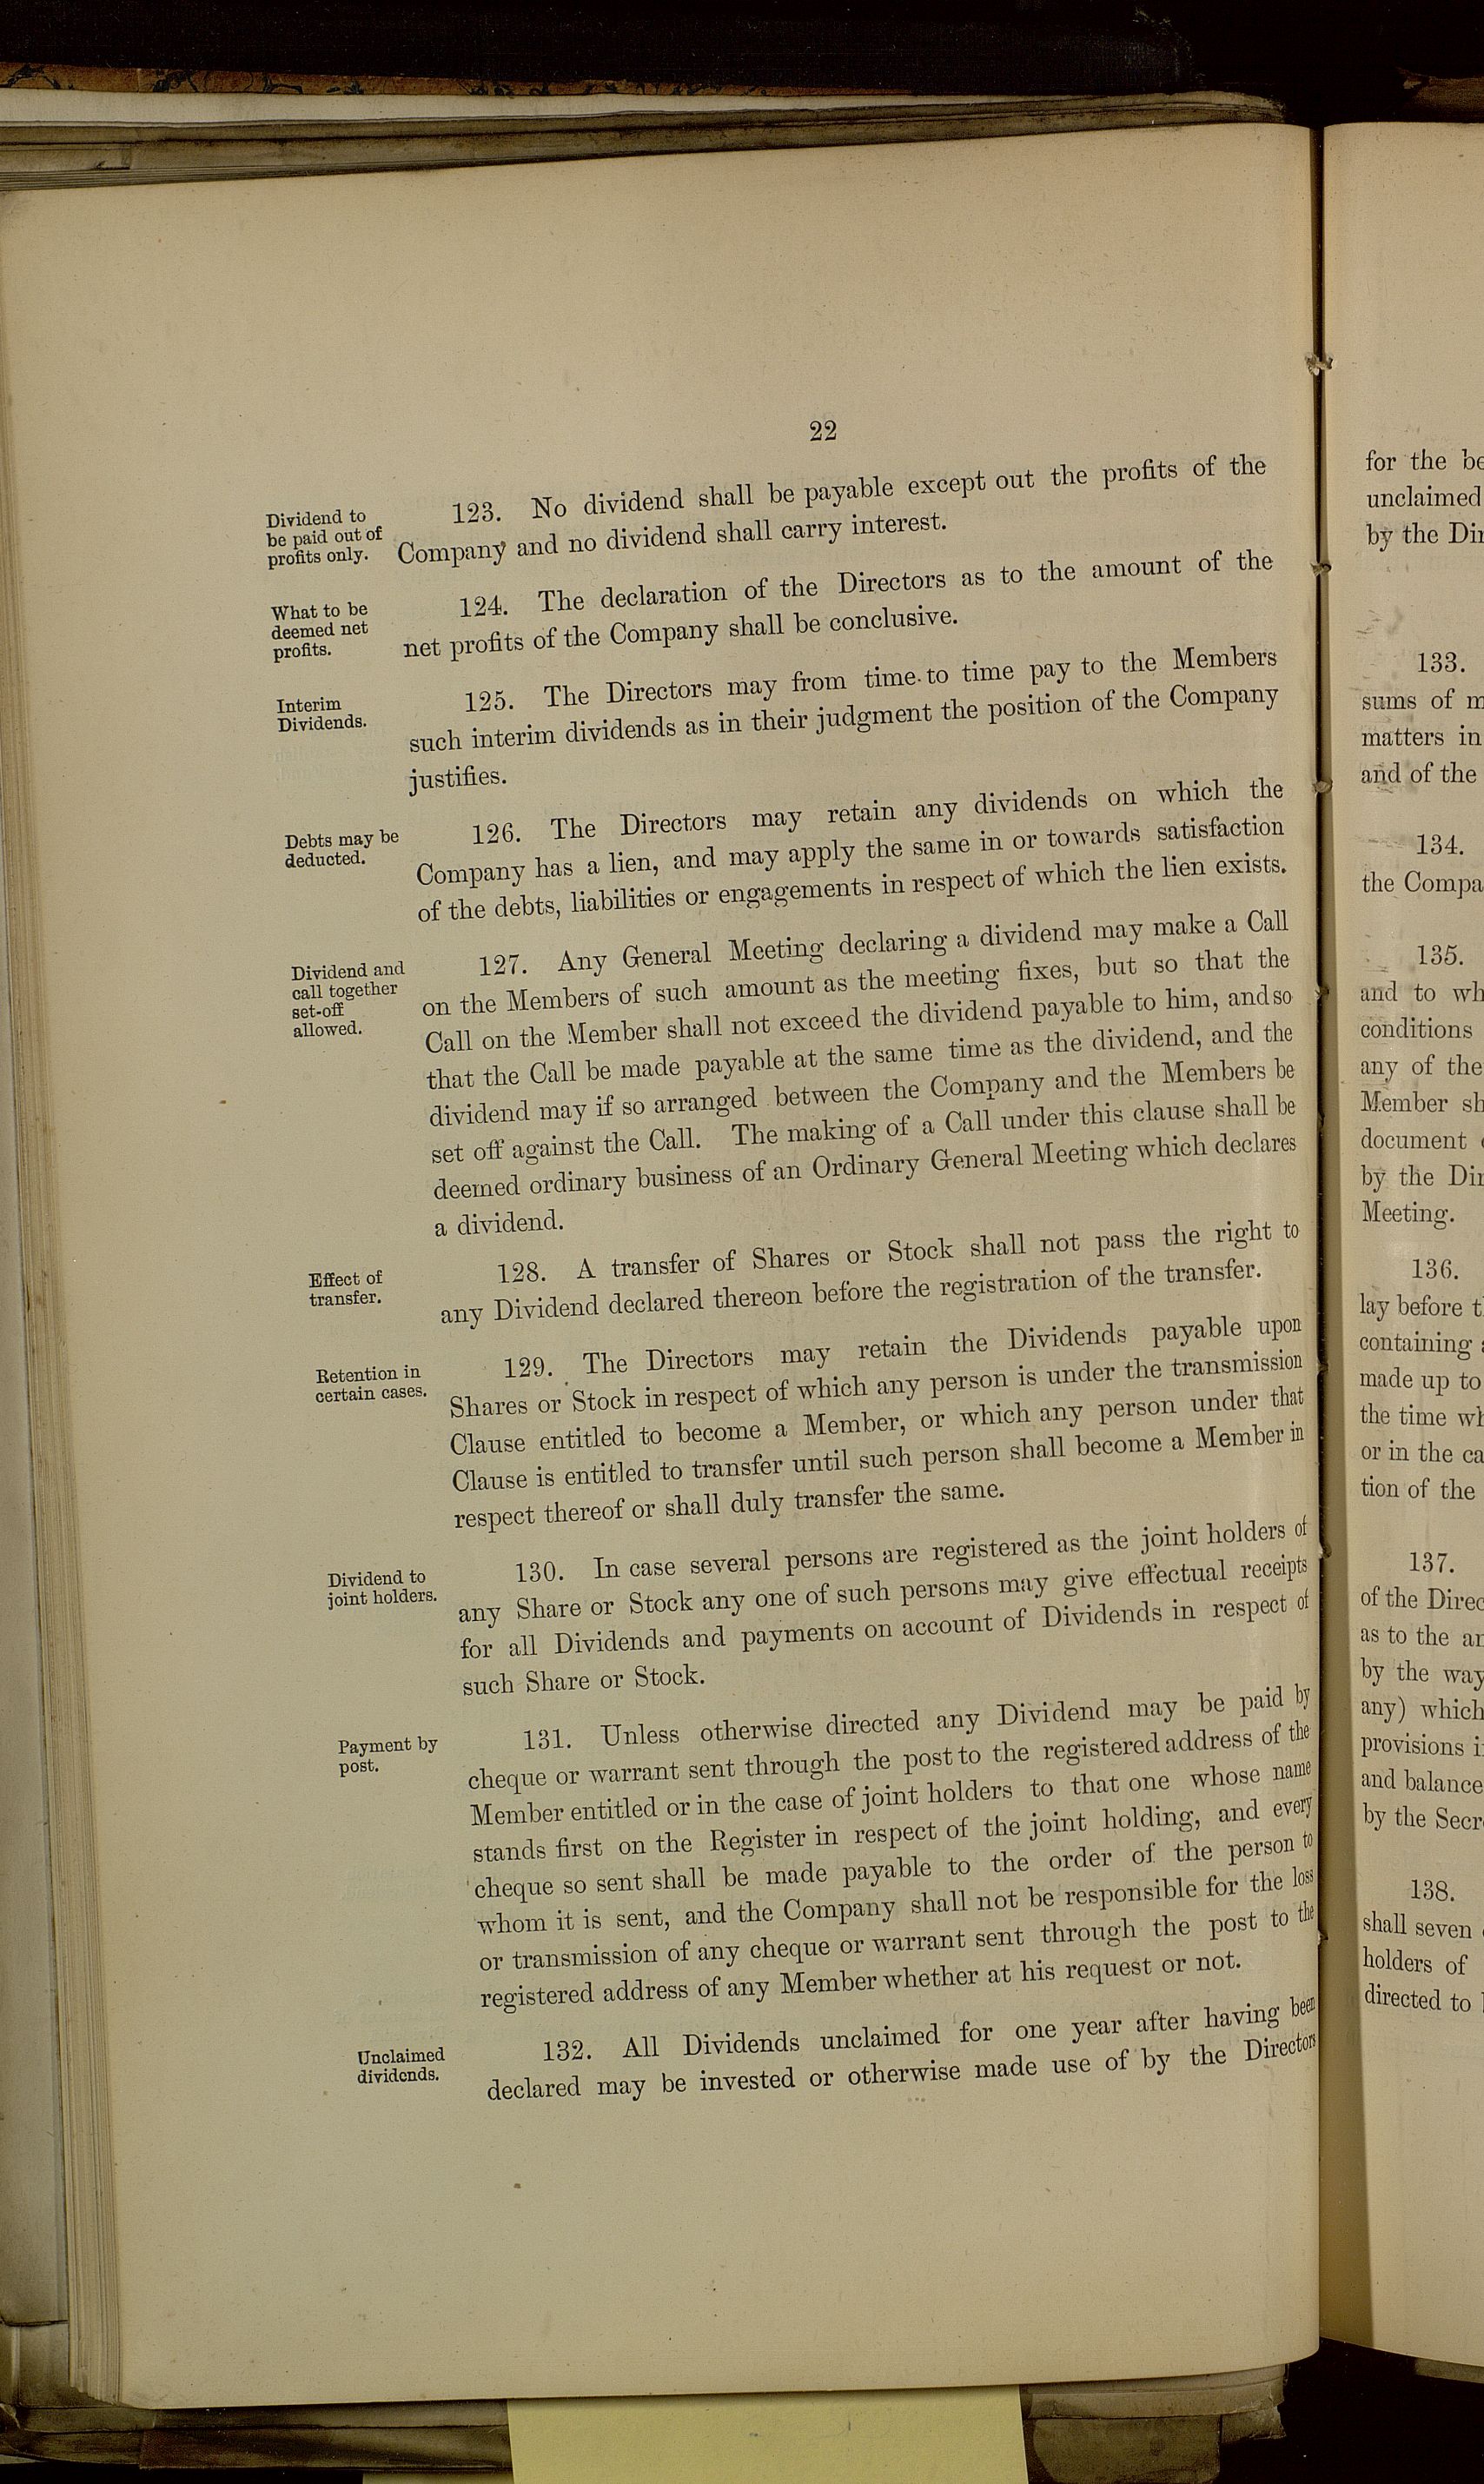 22
Dividend to
be paid out of
profits only.
123. No dividend shall be payable except out the profits of the
Company and no dividend shall carry interest.
What to be
deemed net
profits.
124. The declaration of the Directors as to the amount of the
net profits of the Company shall be conclusive.
Interim
Dividends.
125. The Directors may from time to time pay to the Members
such interim dividends as in their judgment the position of the Company
justifies.
Debts may be
deducted.
126. The Directors may retain any dividends on which the
Company has a lien, and may apply the same in or towards satisfaction
of the debts, liabilities or engagements in respect of which the lien exists.
Dividend and
call together
set-off
allowed.
127. Any General Meeting declaring a dividend may make a Call
on the Members of such amount as the meeting fixes, but so that the
Call on the Member shall not exceed the dividend payable to him, and so
that the Call be made payable at the same time as the dividend, and the
dividend may if so arranged between the Company and the Members be
set off against the Call. The making of a Call under this clause shall be
deemed ordinary business of an Ordinary General Meeting which declares
a dividend.
Effect of
transfer.
128. A transfer of Shares or Stock shall not pass the right to
any Dividend declared thereon before the registration of the transfer.
Retention in
certain cases.
129. The Directors may retain the Dividends payable upon
Shares or Stock in respect of which any person is under the transmission
Clause entitled to become a Member, or which any person under that
Clause is entitled to transfer until such person shall become a Member in
respect thereof or shall duly transfer the same.
Dividend to
joint holders.
130. In case several persons are registered as the joint holders of
any Share or Stock any one of such persons may give effectual receipts
for all Dividends and payments on account of Dividends in respect of
such Share or Stock.
Payment by
post.
131. Unless otherwise directed any Dividend may be paid by
cheque or warrant sent through the post to the registered address of the
Member entitled or in the case of joint holders to that one whose name
stands first on the Register in respect of the joint holding, and every
cheque so sent shall be made payable to the order of the person to
whom it is sent, and the Company shall not be responsible for the loss
or transmission of any cheque or warrant sent through the post to the
registered address of any Member whether at his request or not.
Unclaimed
dividends.
132. All Dividends unclaimed for one year after having been
declared may be invested or otherwise made use of by the Directors
for the
unclaimed
by the
133.
sums of
matters in
and of the
134.
the
135.
and to
conditions
any of the
Member
document
by the
Meeting.
136.
lay before
containing
made up to
the time
or in the
tion of the
137.
of the
as to the
by the way
any) which
provisions
and balance
by the
138.
shall seven
holders of
directed to